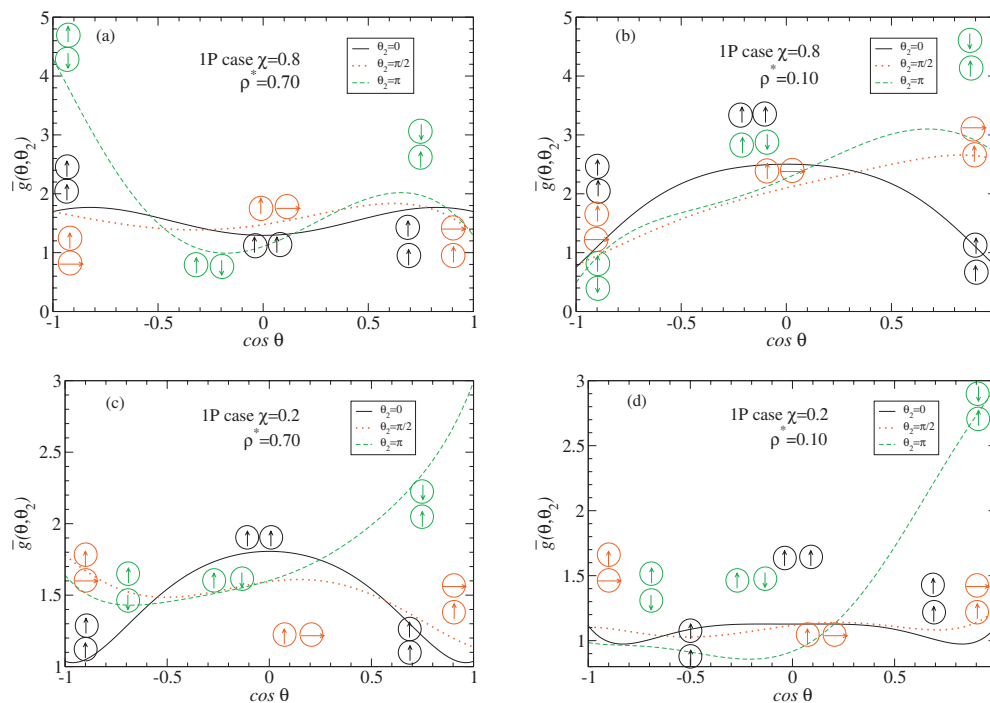 (a)
1P case χ=0.8
ρ*=0.70
θ2=0
θ2=π/2
θ2=π
5
4
3
2
1
0
g̅(θ,θ2)
-1
-0.5
0
0.5
1
cos θ
(b)
1P case χ=0.8
ρ*=0.10
θ2=0
θ2=π/2
θ2=π
5
4
3
2
1
0
g̅(θ,θ2)
-1
-0.5
0
0.5
1
cos θ
(c)
1P case χ=0.2
ρ*=0.70
θ2=0
θ2=π/2
θ2=π
3
2.5
2
1.5
1
g̅(θ,θ2)
-1
-0.5
0
0.5
1
cos θ
(d)
1P case χ=0.2
ρ*=0.10
θ2=0
θ2=π/2
θ2=π
3
2.5
2
1.5
1
g̅(θ,θ2)
-1
-0.5
0
0.5
1
cos θ